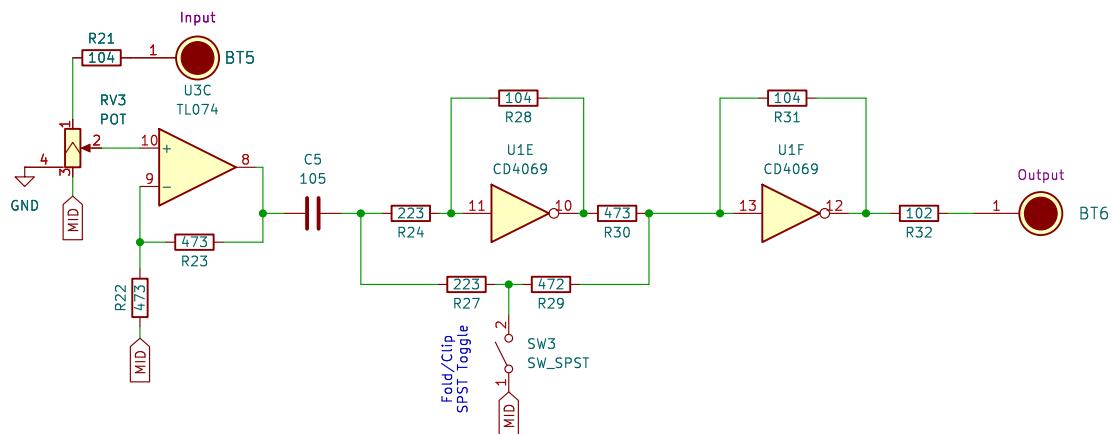 Input
R21
104
1
BT5
U3C
TL074
RV3
POT
1
2
3
4
GND
MID
10
+
9
-
8
R22
473
MID
473
R23
C5
105
223
R24
104
R28
U1E
CD4069
11
10
473
R30
104
R31
U1F
CD4069
13
12
102
R32
Output
1
BT6
223
R27
472
R29
Fold/Clip
SPST Toggle
2
SW3
SW_SPST
1
MID